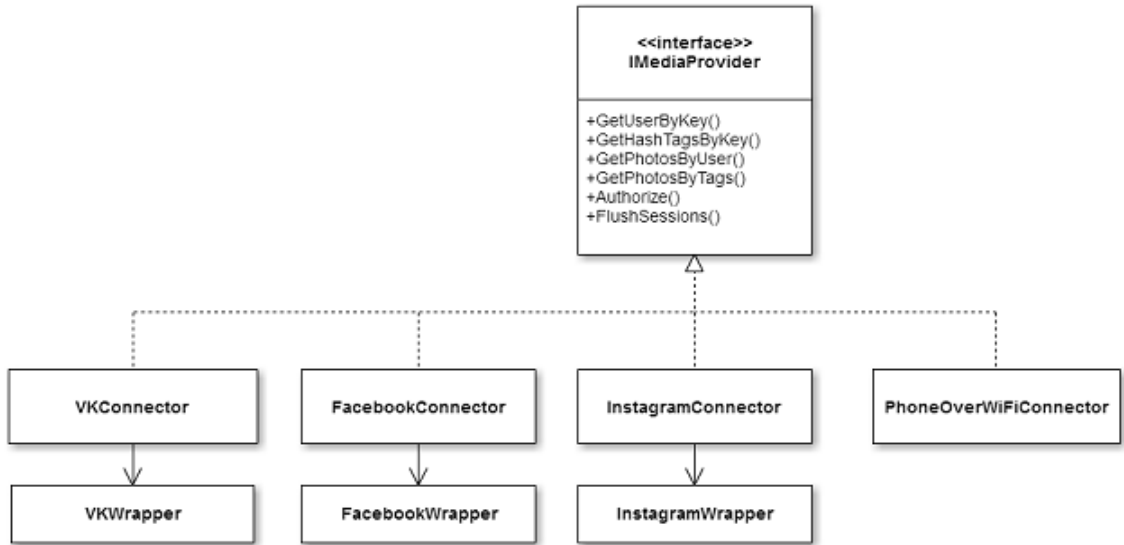 <<interface>>
IMediaProvider
+GetUserByKey()
+GetHashTagsByKey()
+GetPhotosByUser()
+GetPhotosByTags()
+Authorize()
+FlushSessions()
VKConnector
FacebookConnector
InstagramConnector
PhoneOverWiFiConnector
VKWrapper
FacebookWrapper
InstagramWrapper